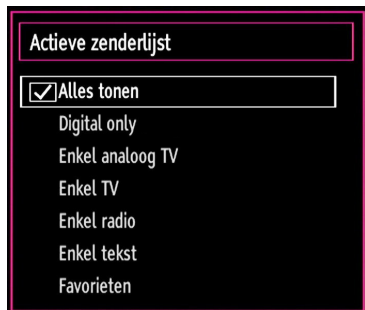 Actieve zenderlijst
Alles tonen
Digital only
Enkel analoog TV
Enkel TV
Enkel radio
Enkel tekst
Favorieten